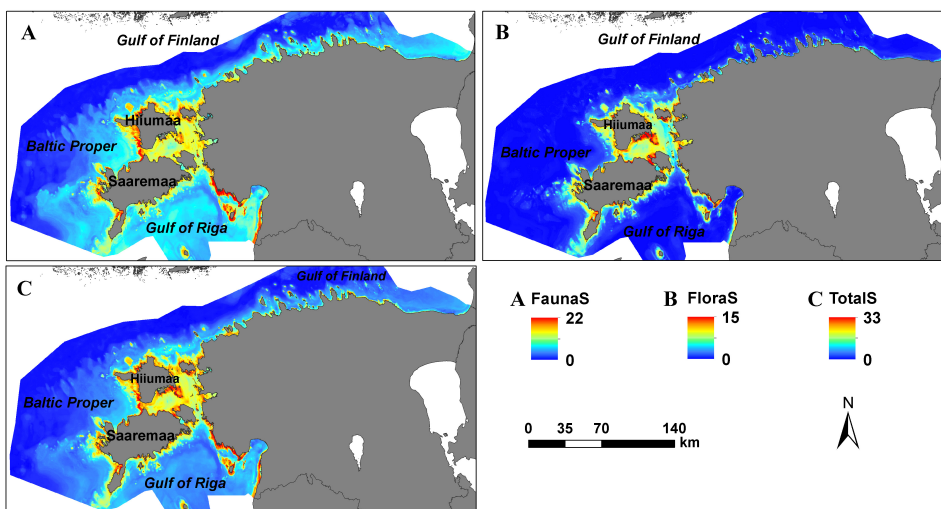 A
Gulf of Finland
Hiiumaa
Baltic Proper
Saaremaa
Gulf of Riga
B
Gulf of Finland
Hiiumaa
Baltic Proper
Saaremaa
Gulf of Riga
C
Gulf of Finland
Hiiumaa
Baltic Proper
Saaremaa
Gulf of Riga
A FaunaS
22
0
B FloraS
15
0
C TotalS
33
0
0 35 70 140
km
N